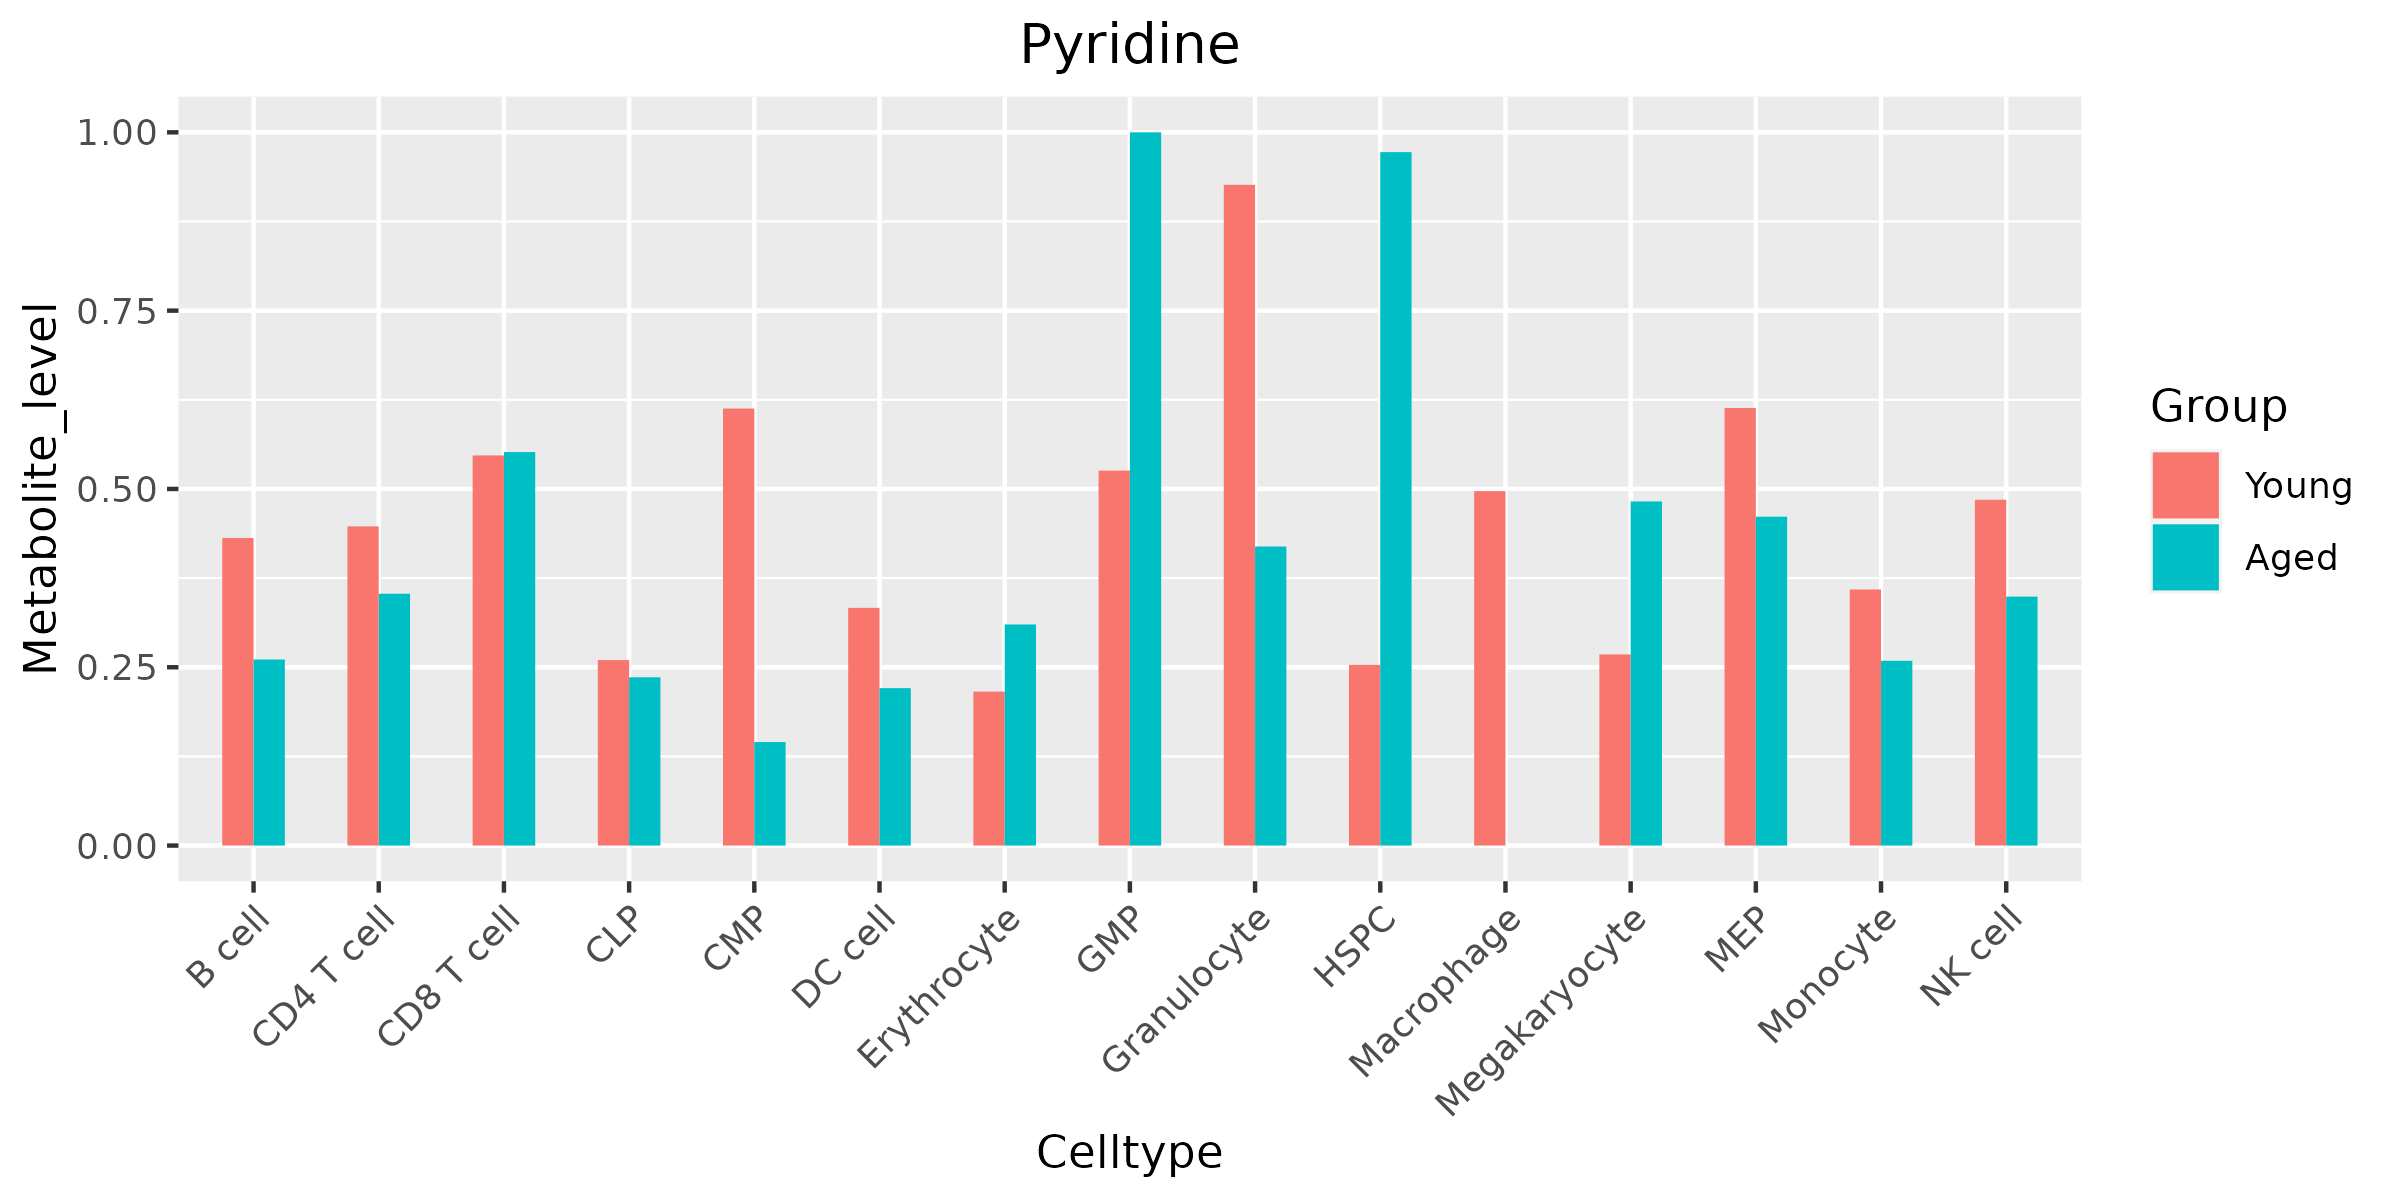 Pyridine
Metabolite_level
1.00
0.75
0.50
0.25
0.00
B cell
CD4 T cell
CD8 T cell
CLP
CMP
DC cell
Erythrocyte
GMP
Granulocyte
HSPC
Macrophage
Megakaryocyte
MEP
Monocyte
NK cell
Celltype
Group
Young
Aged